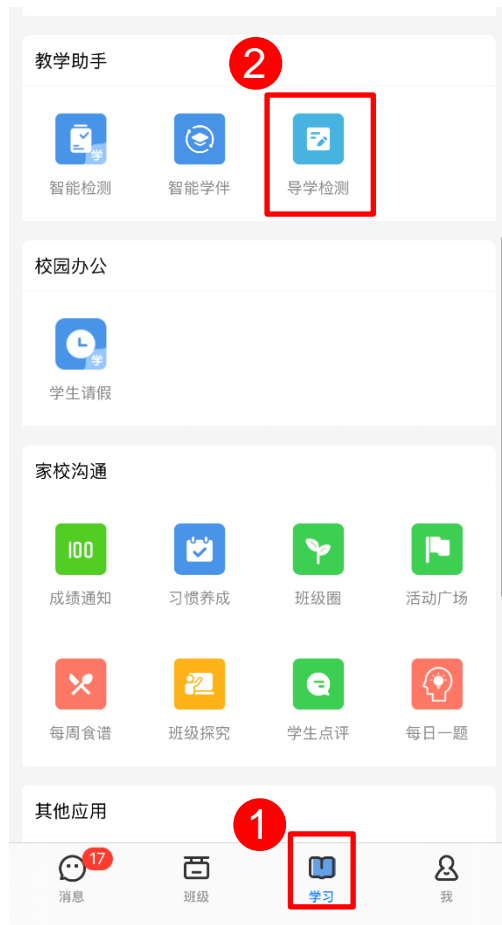 教学助手
2
学
智能检测 智能学伴 导学检测
校园办公
学
学生请假
家校沟通
100
成绩通知 习惯养成 班级圈 活动广场
每周食谱 班级探究 学生点评 每日一题
其他应用
1
17
消息 班级 学习 我